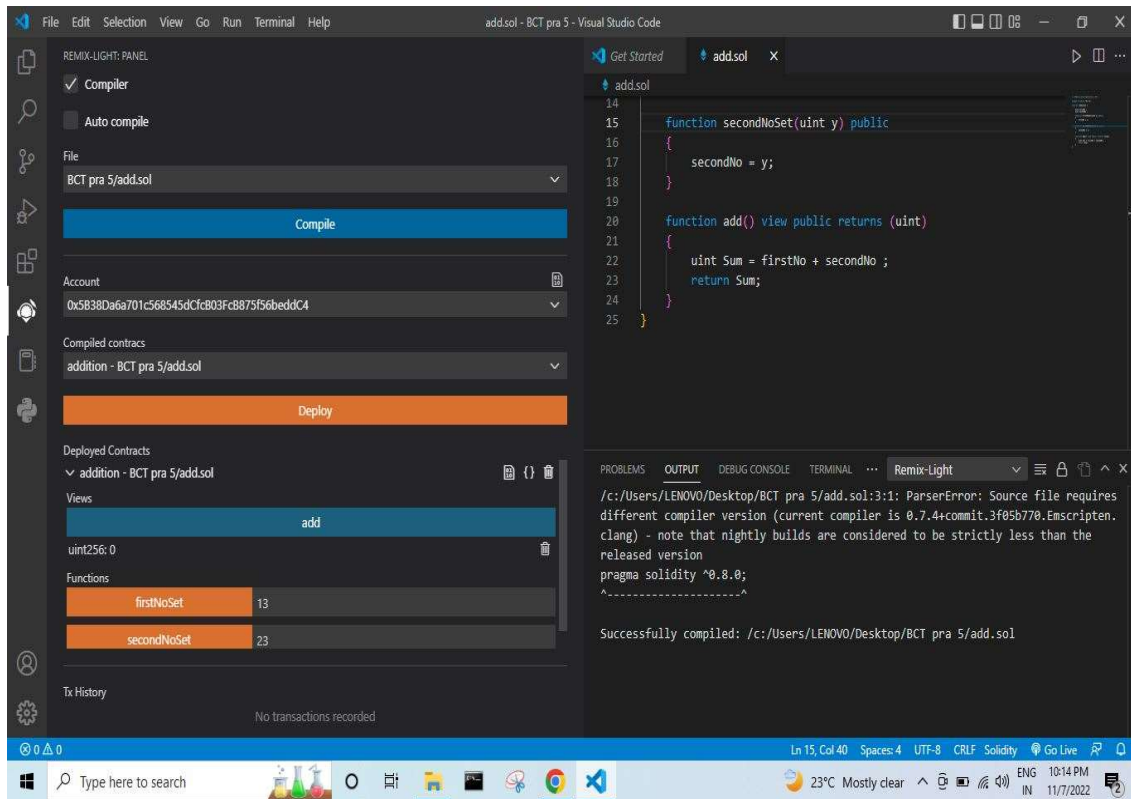 File Edit Selection View Go Run Terminal Help
add.sol - BCT pra 5 - Visual Studio Code
REMIX-LIGHT: PANEL
Compiler
Auto compile
File
BCT pra 5/add.sol
Compile
Account
0x5B38Da6a701c568545dCfcB03FcB875f56beddC4
Compiled contracs
addition - BCT pra 5/add.sol
Deploy
Deployed Contracts
addition - BCT pra 5/add.sol
Views
add
uint256: 0
Functions
firstNoSet 13
secondNoSet 23
Tx History
No transactions recorded
Get Started add.sol
add.sol
14
15 function secondNoSet(uint y) public
16 {
17 secondNo = y;
18 }
19
20 function add() view public returns (uint)
21 {
22 uint Sum = firstNo + secondNo ;
23 return Sum;
24 }
25 }
PROBLEMS OUTPUT DEBUG CONSOLE TERMINAL ... Remix-Light
/c:/Users/LENOVO/Desktop/BCT pra 5/add.sol:3:1: ParserError: Source file requires
different compiler version (current compiler is 0.7.4+commit.3f05b770.Emscripten.
clang) - note that nightly builds are considered to be strictly less than the
released version
pragma solidity ^0.8.0;
^---------------------^
Successfully compiled: /c:/Users/LENOVO/Desktop/BCT pra 5/add.sol
0 0
Ln 15, Col 40 Spaces: 4 UTF-8 CRLF Solidity Go Live
Type here to search
23°C Mostly clear
ENG
IN
10:14 PM
11/7/2022
2